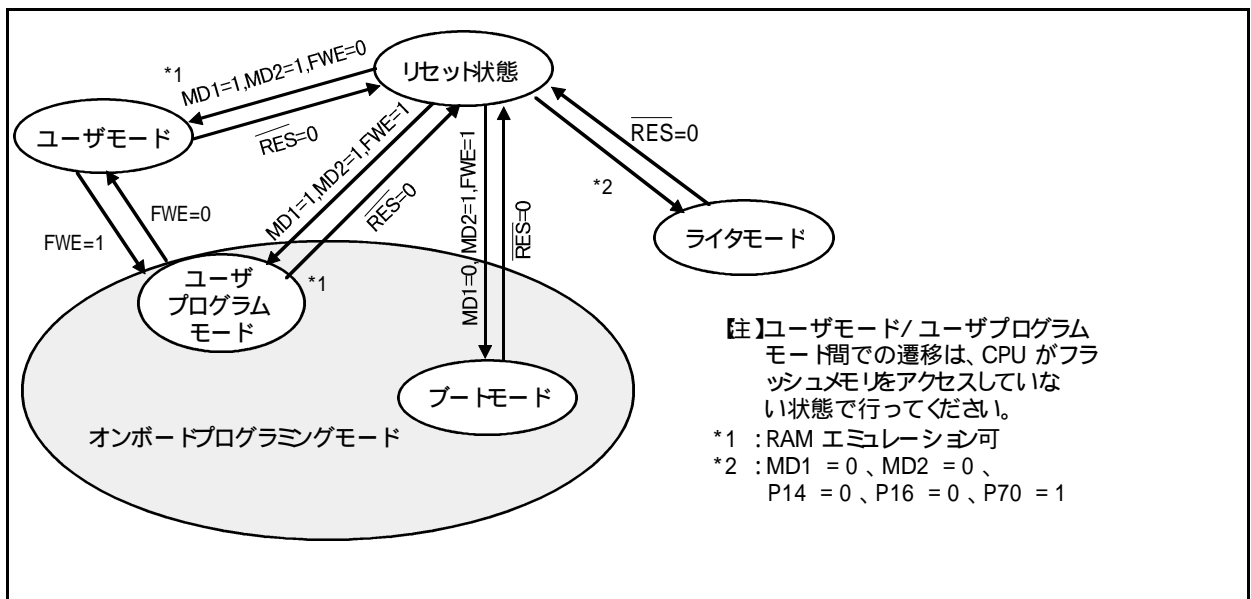 リセット状態
*1
MD1=1,MD2=1,FWE=0
RES=0
ユーザモード
MD1=1,MD2=1,FWE=1
RES=0
MD1=0, MD2=1,FWE=1
RES=0
RES=0
*2
ライタモード
FWE=0
FWE=1
ユーザ
プログラム
モード
*1
ブートモード
オンボードプログラミングモード
【注】ユーザモード/ ユーザプログラム
モード間での遷移は、CPU がフラ
ッシュメモリをアクセスしていな
い状態で行ってください。
*1 :RAM エミュレーション可
*2 :MD1 =0 、MD2 =0 、
P14 =0 、P16 =0 、P70 =1